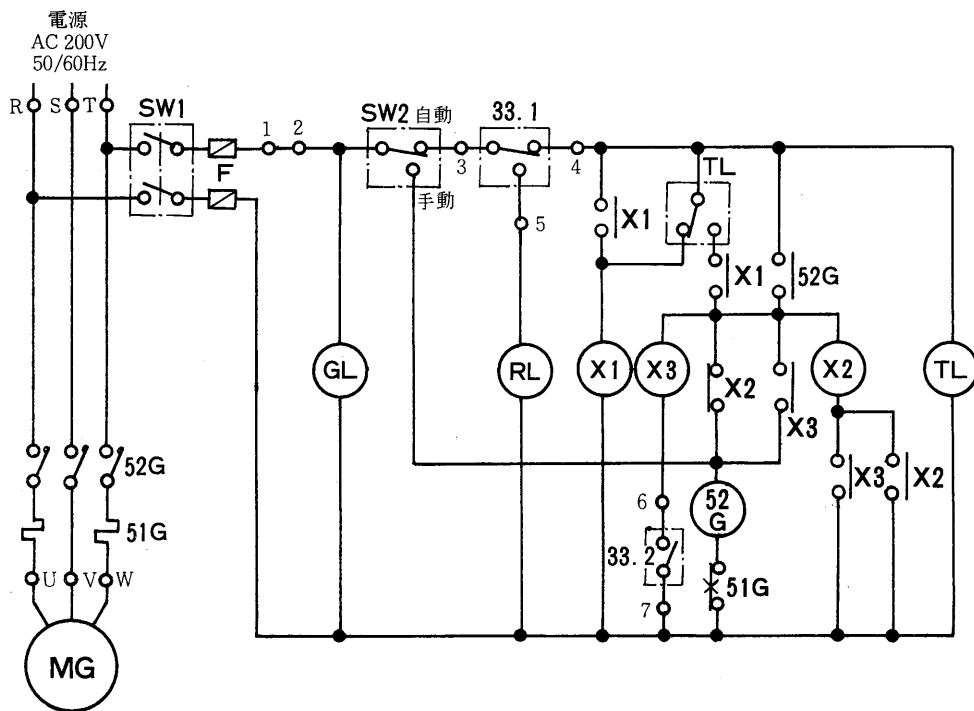 電源
AC 200V
50/60Hz
R
S
T
SW1
F
1
2
SW2
自動
手動
3
33.1
4
5
X1
TL
X1
52G
GL
RL
X1
X3
X2
X2
TL
X3
X3
X2
52
G
6
33.2
7
51G
52G
51G
U
V
W
MG